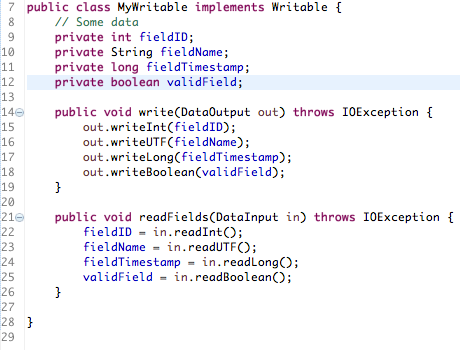 7 public class MyWritable implements Writable {
8     // Some data
9     private int fieldID;
10     private String fieldName;
11     private long fieldTimestamp;
12     private boolean validField;
13
14     public void write(DataOutput out) throws IOException {
15         out.writeInt(fieldID);
16         out.writeUTF(fieldName);
17         out.writeLong(fieldTimestamp);
18         out.writeBoolean(validField);
19     }
20
21     public void readFields(DataInput in) throws IOException {
22         fieldID = in.readInt();
23         fieldName = in.readUTF();
24         fieldTimestamp = in.readLong();
25         validField = in.readBoolean();
26     }
27
28 }
29